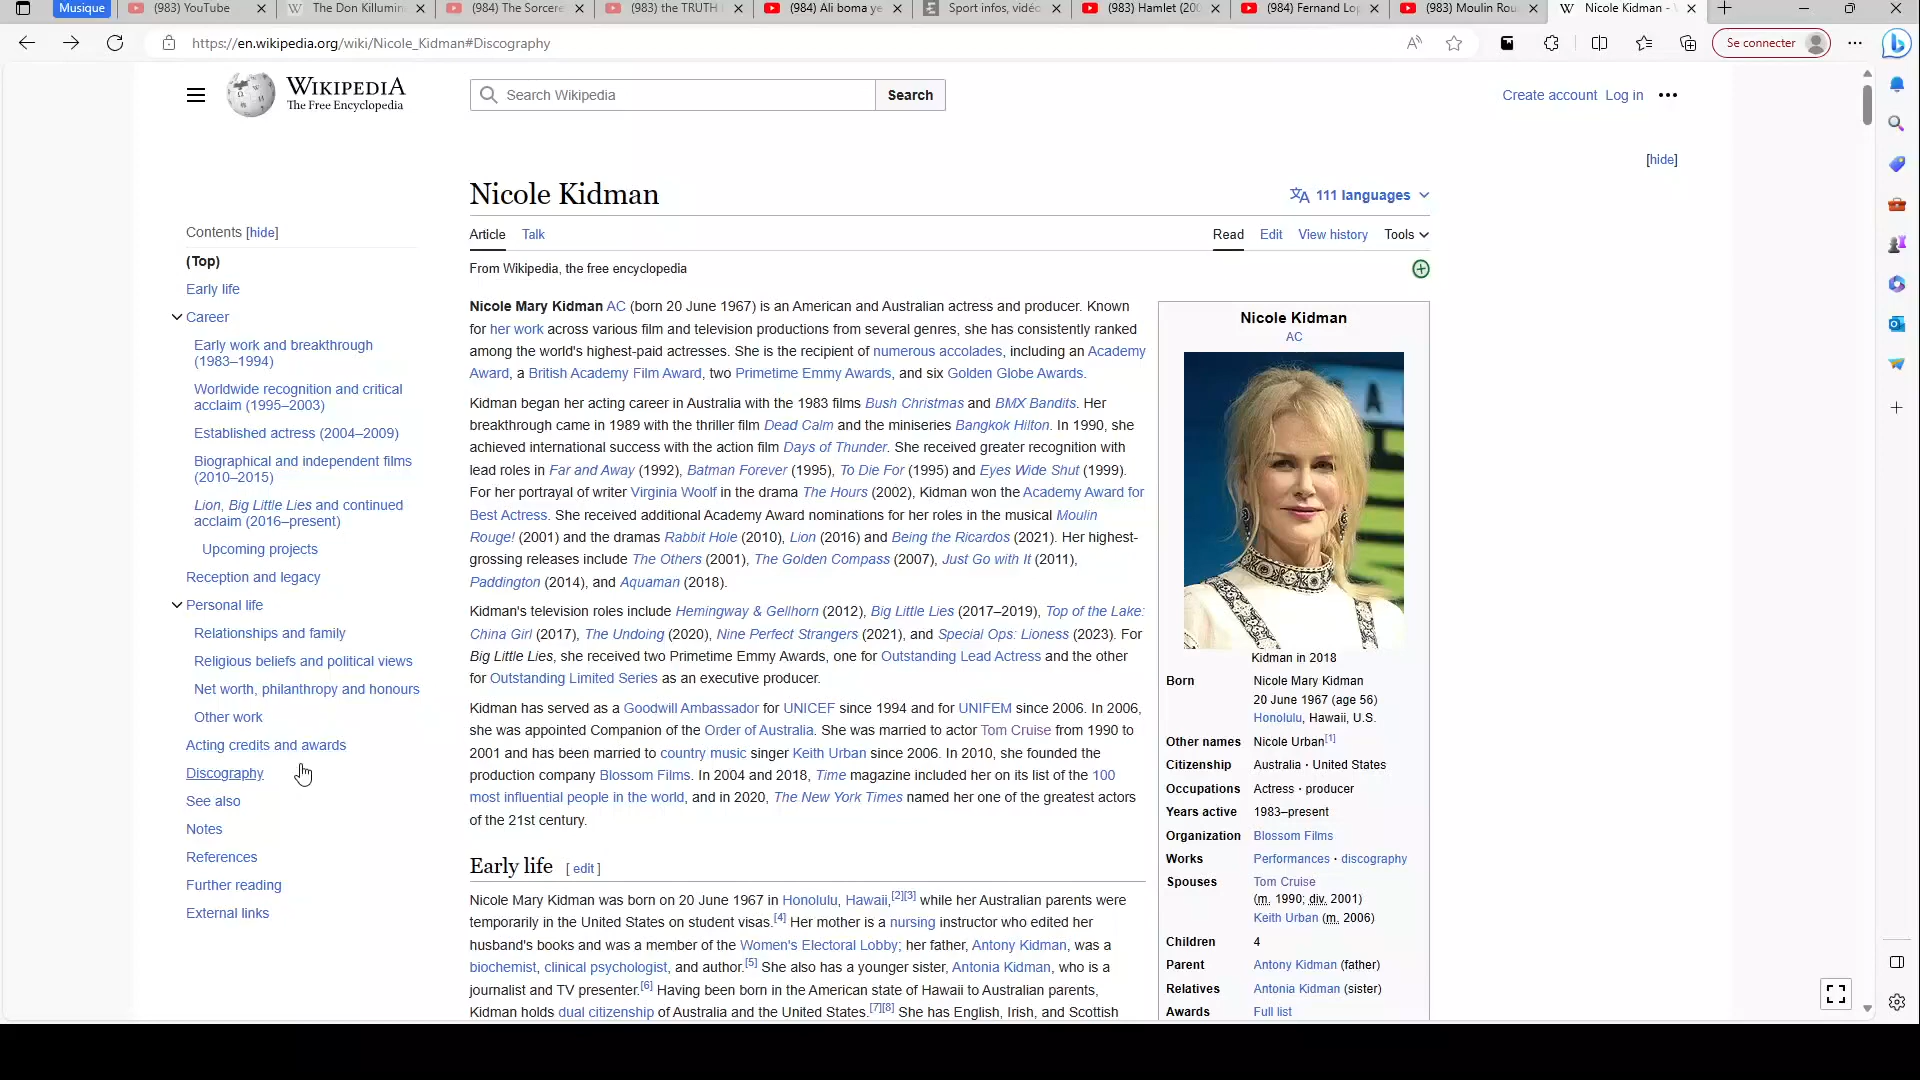 Musique
(983) YouTube
The Don Killumin
(984) The Sorcere
(983) the TRUTH
(984) Ali boma ye
Sport infos, vidéo
(983) Hamlet (200
(984) Fernand Lop
(983) Moulin Rou
Nicole Kidman -
https://en.wikipedia.org/wiki/Nicole_Kidman#Discography
Se connecter
WIKIPEDIA
The Free Encyclopedia
Search Wikipedia
Search
Create account Log in
[hide]
Nicole Kidman
111 languages
Article Talk
Read Edit View history Tools
From Wikipedia, the free encyclopedia
Contents [hide]
(Top)
Early life
Career
Early work and breakthrough
(1983–1994)
Worldwide recognition and critical
acclaim (1995–2003)
Established actress (2004–2009)
Biographical and independent films
(2010–2015)
Lion, Big Little Lies and continued
acclaim (2016–present)
Upcoming projects
Reception and legacy
Personal life
Relationships and family
Religious beliefs and political views
Net worth, philanthropy and honours
Other work
Acting credits and awards
Discography
See also
Notes
References
Further reading
External links
Nicole Mary Kidman AC (born 20 June 1967) is an American and Australian actress and producer. Known
for her work across various film and television productions from several genres, she has consistently ranked
among the world's highest-paid actresses. She is the recipient of numerous accolades, including an Academy
Award, a British Academy Film Award, two Primetime Emmy Awards, and six Golden Globe Awards.
Kidman began her acting career in Australia with the 1983 films Bush Christmas and BMX Bandits. Her
breakthrough came in 1989 with the thriller film Dead Calm and the miniseries Bangkok Hilton. In 1990, she
achieved international success with the action film Days of Thunder. She received greater recognition with
lead roles in Far and Away (1992), Batman Forever (1995), To Die For (1995) and Eyes Wide Shut (1999).
For her portrayal of writer Virginia Woolf in the drama The Hours (2002), Kidman won the Academy Award for
Best Actress. She received additional Academy Award nominations for her roles in the musical Moulin
Rouge! (2001) and the dramas Rabbit Hole (2010), Lion (2016) and Being the Ricardos (2021). Her highest-
grossing releases include The Others (2001), The Golden Compass (2007), Just Go with It (2011),
Paddington (2014), and Aquaman (2018).
Kidman's television roles include Hemingway & Gellhorn (2012), Big Little Lies (2017–2019), Top of the Lake:
China Girl (2017), The Undoing (2020), Nine Perfect Strangers (2021), and Special Ops: Lioness (2023). For
Big Little Lies, she received two Primetime Emmy Awards, one for Outstanding Lead Actress and the other
for Outstanding Limited Series as an executive producer.
Kidman has served as a Goodwill Ambassador for UNICEF since 1994 and for UNIFEM since 2006. In 2006,
she was appointed Companion of the Order of Australia. She was married to actor Tom Cruise from 1990 to
2001 and has been married to country music singer Keith Urban since 2006. In 2010, she founded the
production company Blossom Films. In 2004 and 2018, Time magazine included her on its list of the 100
most influential people in the world, and in 2020, The New York Times named her one of the greatest actors
of the 21st century.
Early life [ edit ]
Nicole Mary Kidman was born on 20 June 1967 in Honolulu, Hawaii,[2][3] while her Australian parents were
temporarily in the United States on student visas.[4] Her mother is a nursing instructor who edited her
husband's books and was a member of the Women's Electoral Lobby; her father, Antony Kidman, was a
biochemist, clinical psychologist, and author.[5] She also has a younger sister, Antonia Kidman, who is a
journalist and TV presenter.[6] Having been born in the American state of Hawaii to Australian parents,
Kidman holds dual citizenship of Australia and the United States.[7][8] She has English, Irish, and Scottish
Nicole Kidman
AC
Kidman in 2018
Born Nicole Mary Kidman
20 June 1967 (age 56)
Honolulu, Hawaii, U.S.
Other names Nicole Urban[1]
Citizenship Australia · United States
Occupations Actress · producer
Years active 1983–present
Organization Blossom Films
Works Performances · discography
Spouses Tom Cruise
(m. 1990; div. 2001)
Keith Urban (m. 2006)
Children 4
Parent Antony Kidman (father)
Relatives Antonia Kidman (sister)
Awards Full list